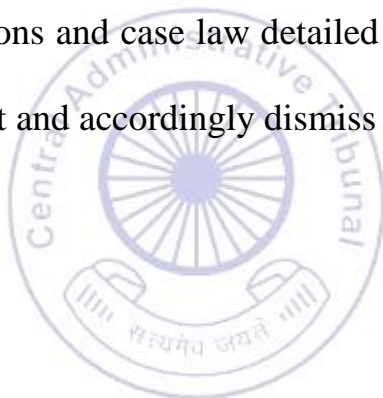 ons and case law detailed
t and accordingly dismiss
Central Administrative Tribunal
सत्यमेव जयते